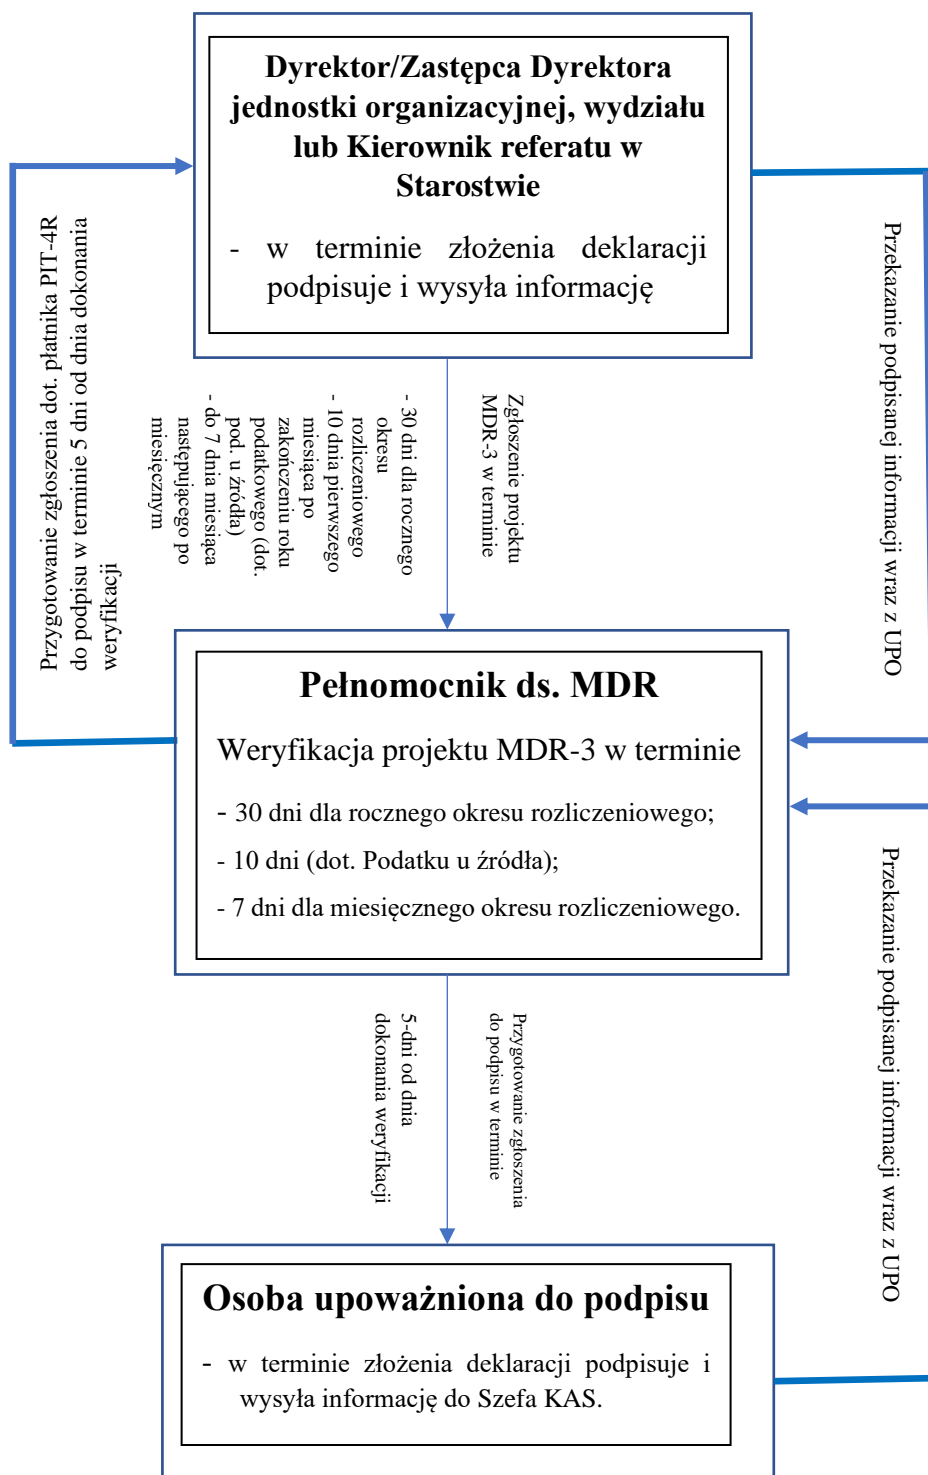 Dyrektor/Zastępca Dyrektora
jednostki organizacyjnej, wydziału
lub Kierownik referatu w
Starostwie
- w terminie złożenia deklaracji
podpisuje i wysyła informację
Przygotowanie zgłoszenia dot. płatnika PIT-4R
do podpisu w terminie 5 dni od dnia dokonania
weryfikacji
Zgłoszenie projektu
MDR-3 w terminie
- 30 dni dla rocznego
okresu
rozliczeniowego
- 10 dnia pierwszego
miesiąca po
zakończeniu roku
podatkowego (dot.
pod. u źródła)
- do 7 dnia miesiąca
następującego po
miesięcznym
Przekazanie podpisanej informacji wraz z UPO
Pełnomocnik ds. MDR
Weryfikacja projektu MDR-3 w terminie
- 30 dni dla rocznego okresu rozliczeniowego;
- 10 dni (dot. Podatku u źródła);
- 7 dni dla miesięcznego okresu rozliczeniowego.
Przygotowanie zgłoszenia
do podpisu w terminie
5-dni od dnia
dokonania weryfikacji
Przekazanie podpisanej informacji wraz z UPO
Osoba upoważniona do podpisu
- w terminie złożenia deklaracji podpisuje i
wysyła informację do Szefa KAS.